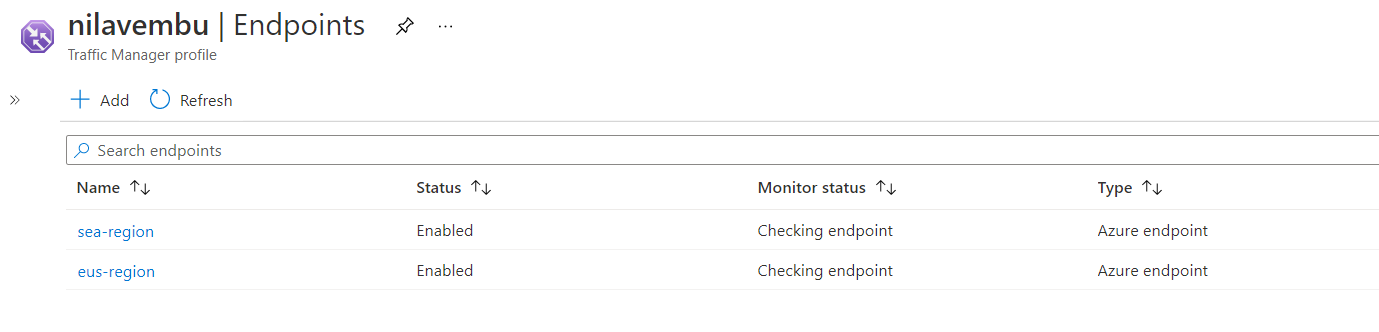 nilavembu | Endpoints ...
Traffic Manager profile
Add Refresh
Search endpoints
Name Status Monitor status Type
sea-region Enabled Checking endpoint Azure endpoint
eus-region Enabled Checking endpoint Azure endpoint